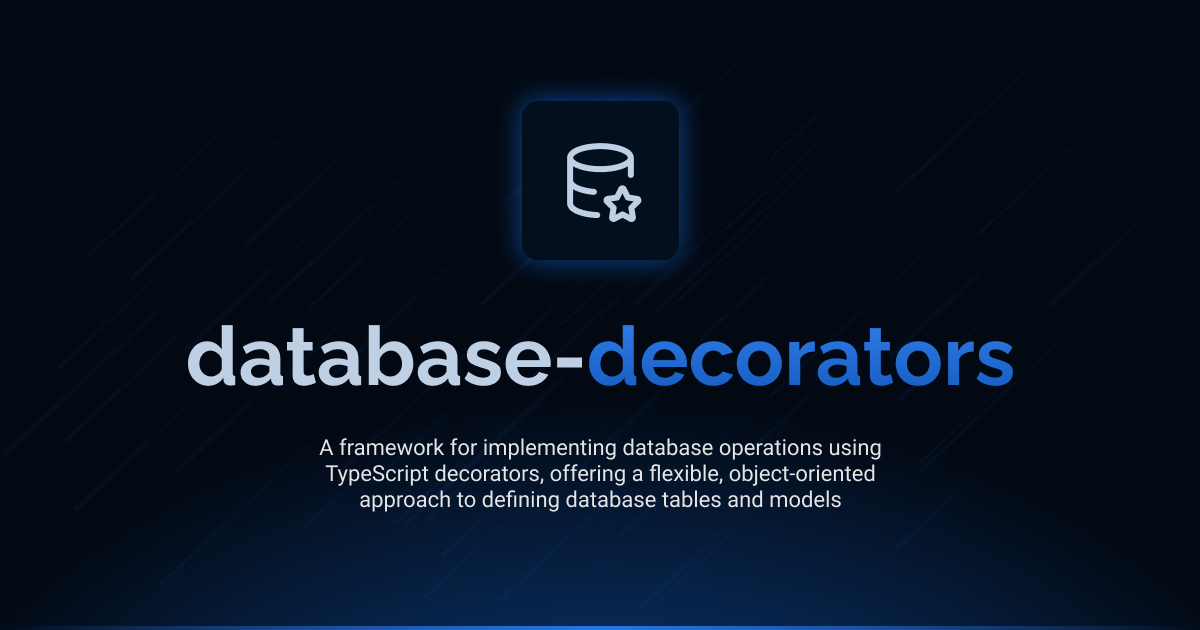 database-decorators
A framework for implementing database operations using
TypeScript decorators, offering a flexible, object-oriented
approach to defining database tables and models